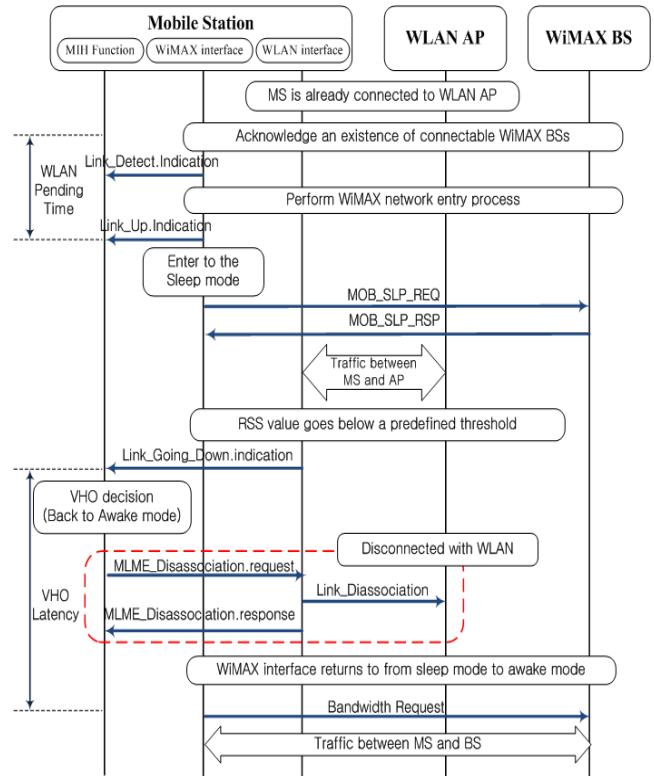 Mobile Station
WLAN AP
WiMAX BS
MIH Function
WiMAX interface
WLAN interface
MS is already connected to WLAN AP
Acknowledge an existence of connectable WiMAX BSs
Link_Detect.Indication
WLAN
Pending
Time
Perform WiMAX network entry process
Link_Up.Indication
Enter to the
Sleep mode
MOB_SLP_REQ
MOB_SLP_RSP
Traffic between
MS and AP
RSS value goes below a predefined threshold
Link_Going_Down.indication
VHO decision
(Back to Awake mode)
Disconnected with WLAN
MLME_Disassociation.request
Link_Diassociation
VHO
Latency
MLME_Disassociation.response
WiMAX interface returns to from sleep mode to awake mode
Bandwidth Request
Traffic between MS and BS